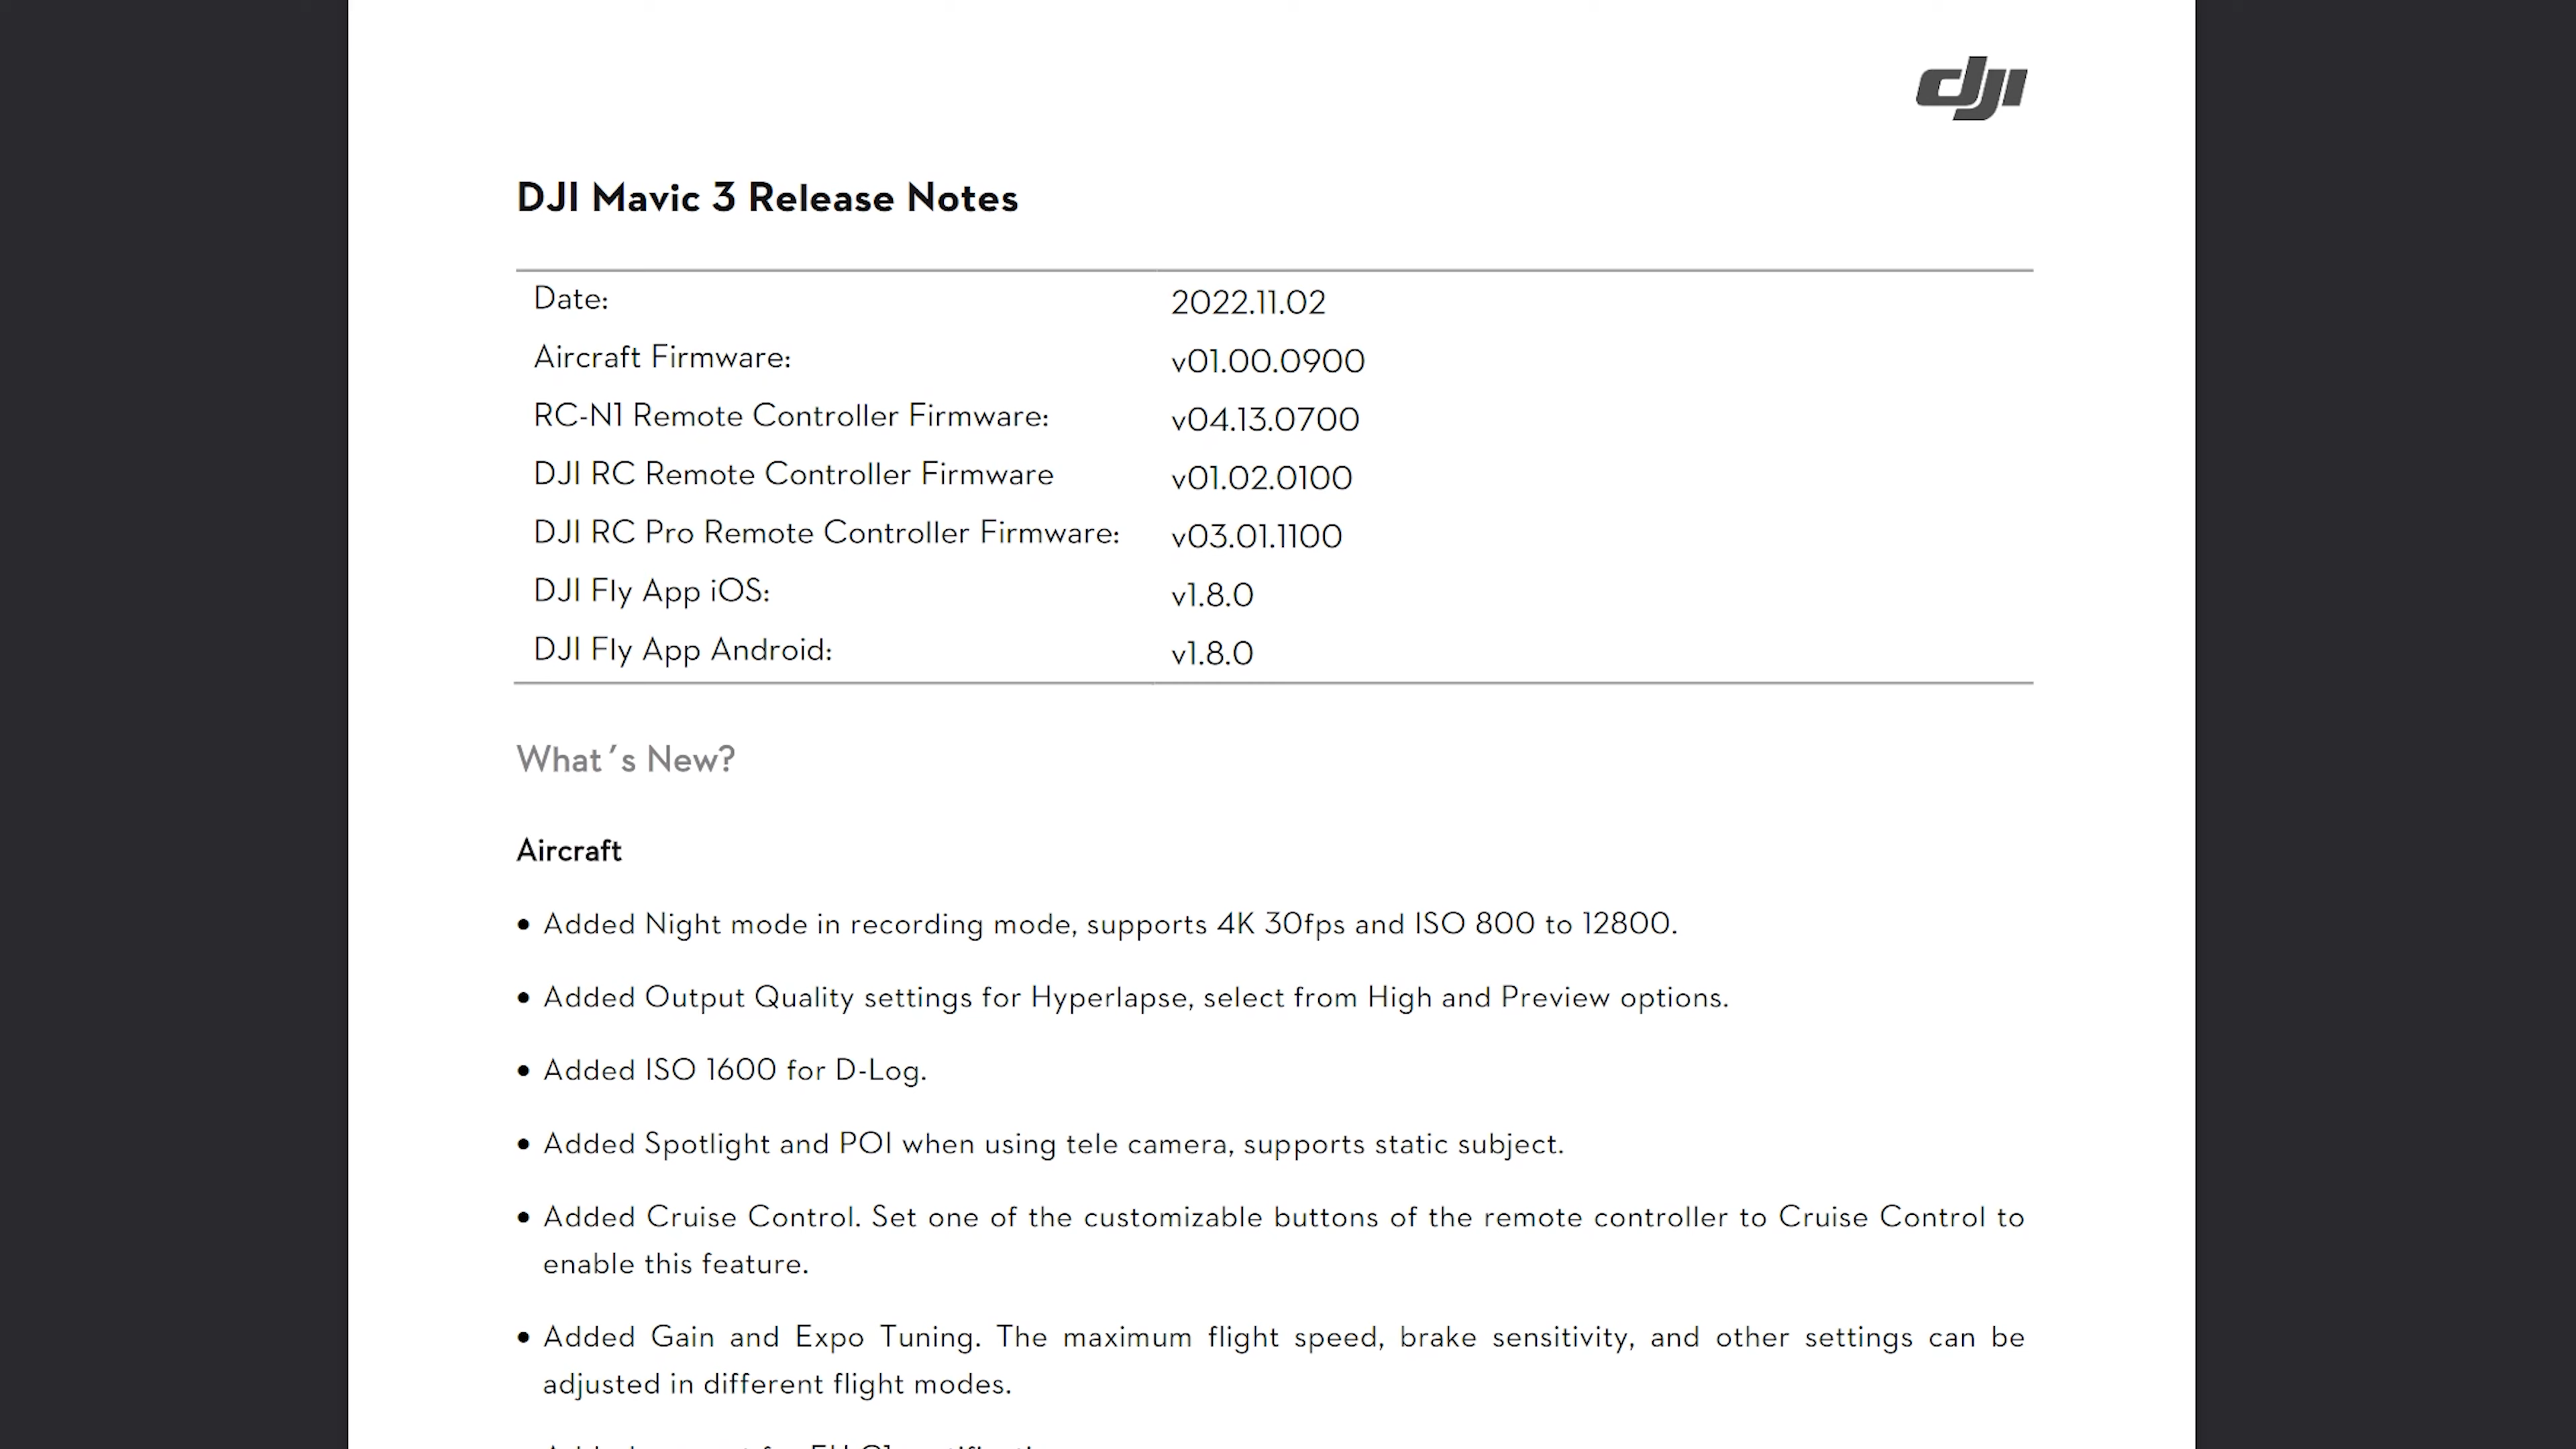 dji
DJI Mavic 3 Release Notes
Date: 2022.11.02
Aircraft Firmware: v01.00.0900
RC-N1 Remote Controller Firmware: v04.13.0700
DJI RC Remote Controller Firmware v01.02.0100
DJI RC Pro Remote Controller Firmware: v03.01.1100
DJI Fly App iOS: v1.8.0
DJI Fly App Android: v1.8.0
What´s New?
Aircraft
• Added Night mode in recording mode, supports 4K 30fps and ISO 800 to 12800.
• Added Output Quality settings for Hyperlapse, select from High and Preview options.
• Added ISO 1600 for D-Log.
• Added Spotlight and POI when using tele camera, supports static subject.
• Added Cruise Control. Set one of the customizable buttons of the remote controller to Cruise Control to
enable this feature.
• Added Gain and Expo Tuning. The maximum flight speed, brake sensitivity, and other settings can be
adjusted in different flight modes.